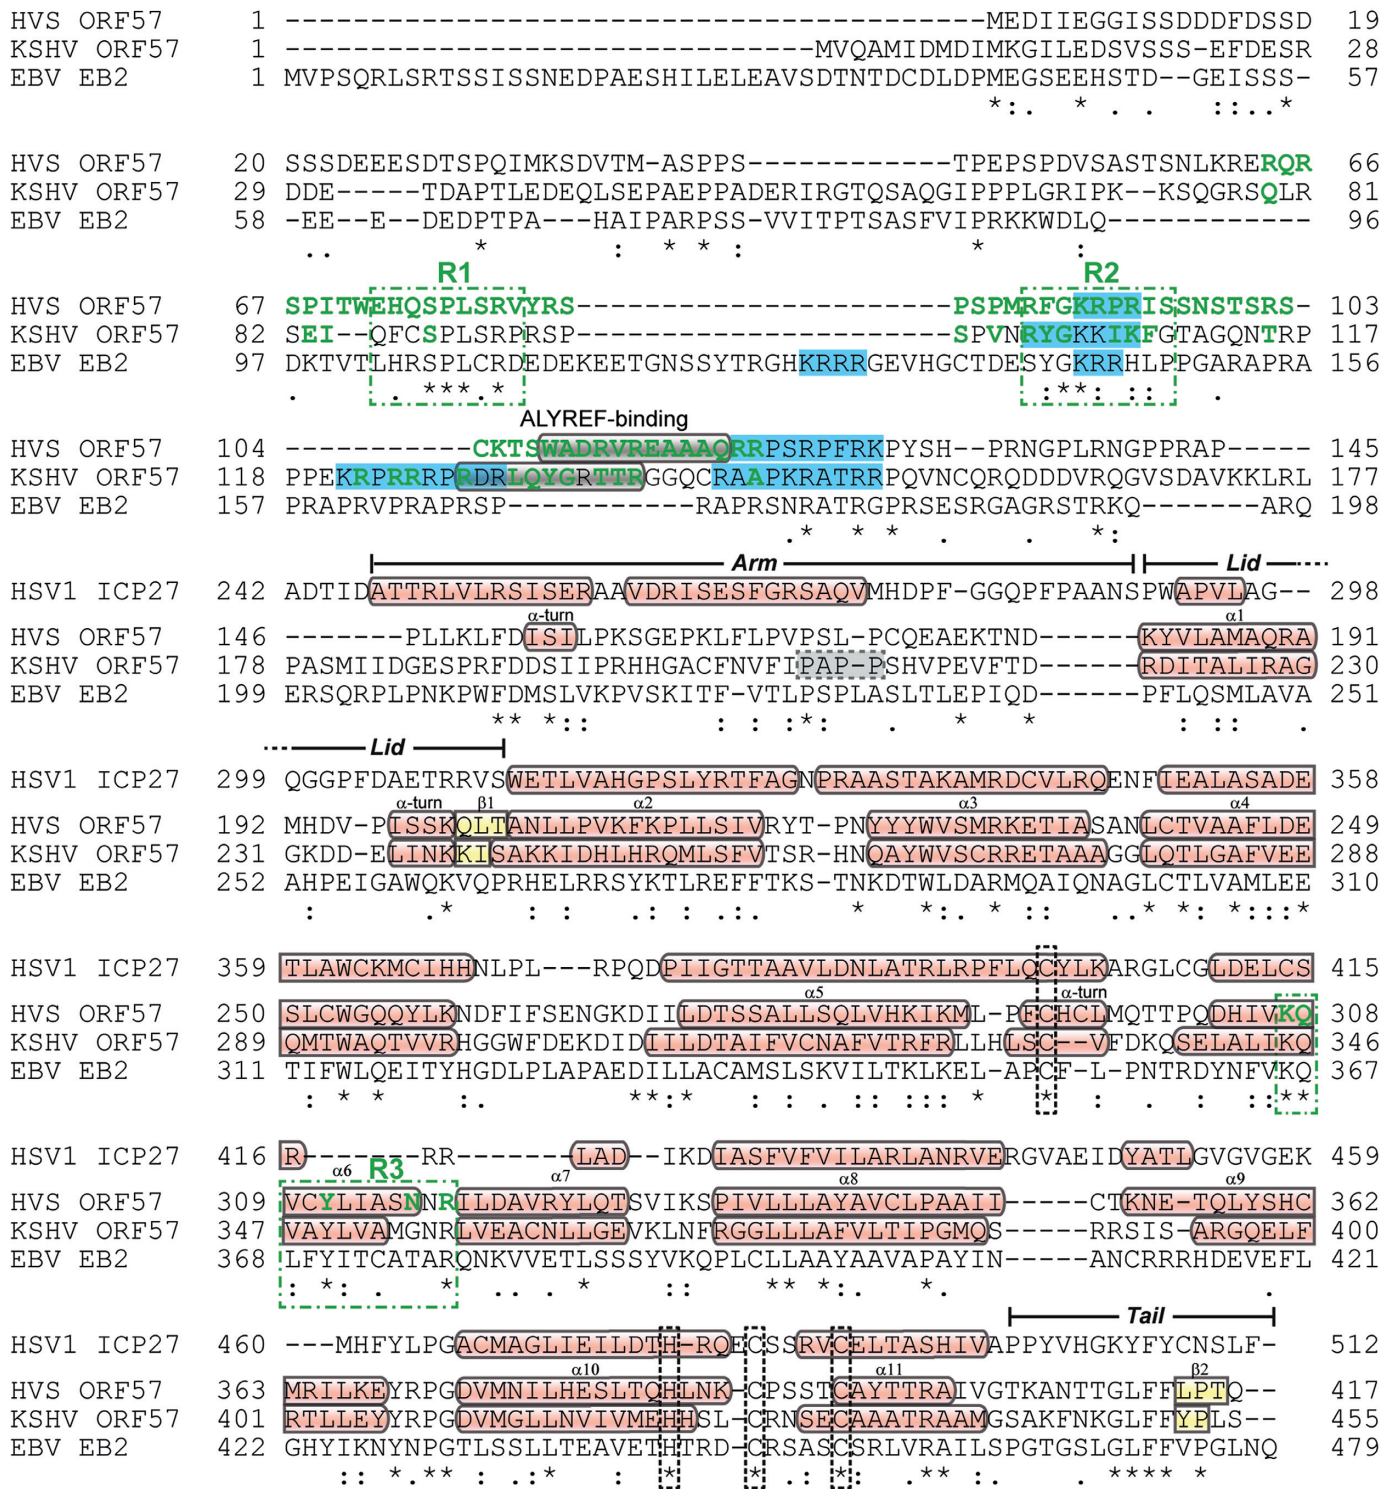 HVS ORF57 1 -----------------------------------------MEDIIEGGISSDDDFDSSD 19
KSHV ORF57 1 -------------------------------MVQAMIDMDIMKGILEDSVSSSS-EFDESR 28
EBV EB2 1 MVPSQRLSRTSSISSNEDPAESHILELEAVSDTNTDCDLDPMEGSEEHSTD--GEISSS- 57
*:. * . . ::..*
HVS ORF57 20 SSSDEEESDTSPQIMKSDVTM-ASPPS------------TPEPSPDVSASTSNLKRERQR 66
KSHV ORF57 29 DDE-----TDAPTLEDEQLSEPAEPPADERIRGTQSAQGIPPPLGRIPK--KSQGRSQLR 81
EBV EB2 58 -EE--E--DEDPTPA--HAIPARPSS-VVITPTSASFVIPRKKWDLQ------------ 96
.. * : * * : * :
R1 R2
HVS ORF57 67 SPITWEHQSPLSRVYRS----------------------PSPMRFGKRPRISSNSTSRS- 103
KSHV ORF57 82 SEI--QFCSPLSRPRSP----------------------SPVNRYGKKIKFGTAGQNTRP 117
EBV EB2 97 DKTVTLHRSPLCRDEDEKEETGNSSYTRGHKRRRGEVHGCTDESYGKRRHLPPGARAPRA 156
. . ***.* :**: :: .
ALYREF-binding
HVS ORF57 104 CKTSWADRVREAAAQRRPSRPFRKPYSH--PRNGPLRNGPPRAP----- 145
KSHV ORF57 118 PPEKRPRRRPRDRLQYGRTTRGGQCRAAPKRATRRPQVNCQRQDDDVRQGVSDAVKKLRL 177
EBV EB2 157 PRAPRVPRAPRSP-----------RAPRSNRATRGPRSESRGAGRSTRKQ-------ARQ 198
.* * * . . *:
Arm Lid
HSV1 ICP27 242 ADTIDATTRLVLRSISERAAVDRISESFGRSAQVMHDPF-GGQPFPAANSPWAPVLAG-- 298
α-turn α1
HVS ORF57 146 -------PLLKLFDISILPKSGEPKLFLPVPSL-PCQEAEKTND------KYVLAMAQRA 191
KSHV ORF57 178 PASMIIDGESPRFDDSIIPRHHGACFNVFIPAP-PSHVPEVFTD------RDITALIRAG 230
EBV EB2 199 ERSQRPLPNKPWFDMSLVKPVSKITF-VTLPSPLASLTLEPIQD------PFLQSMLAVA 251
** *:: : :*: * * : : .
Lid
HSV1 ICP27 299 QGGPFDAETRRVSWETLVAHGPSLYRTFAGNPRAASTAKAMRDCVLRQENFIEALASADE 358
α-turn β1 α2 α3 α4
HVS ORF57 192 MHDV-PLSSKQLTANLLPVKFKPLLSIVRYT-PNYYYWVSMRKETIASANLCTVAAFLDE 249
KSHV ORF57 231 GKDD-ELINKKISAKKIDHLHRQMLSFVTSR-HNQAYWVSCRRETAAAGGLQTLGAFVEE 288
EBV EB2 252 AHPEIGAWQKVQPRHELRRSYKTLREFFTKS-TNKDTWLDARMQAIQNAGLCTLVAMLEE 310
: .* : : .: : .:. * *:. * :: ..* *: *:::*
HSV1 ICP27 359 TLAWCKMCIHHNLPL---RPQDPIIGTTAAVLDNLATRLRPFLQCYLKARGLCGLDELCS 415
α5 α-turn
HVS ORF57 250 SLCWGQQYLKNDFIFSENGKDIILDTSSALLSQLVHKIKML-PFCHCLMQTTPQDHIVKQ 308
KSHV ORF57 289 QMTWAQTVVRHGGWFDEKDIDIILDTAIFVCNAFVTRFRLLHLSC--VFDKQSELALIKQ 346
EBV EB2 311 TIFWLQEITYHGDLPLAPAEDILLACAMSLSKVILTKLKEL-APCF-L-PNTRDYNFVKQ 367
: * * :. **:* : : . :: ::: : * : . : ::**
HSV1 ICP27 416 R-------RR-------LAD--IKDIASFVFVILARLANRVERGVAEIDYATLGVGVGEK 459
α6 R3 α7 α8 α9
HVS ORF57 309 VCYLIASNNRILLDAVRYLQTSVIKSPIVLLLAYAVCLPAAII-----CTKNE-TQLYSHC 362
KSHV ORF57 347 VAYLVAMGNRLVEACNLLGEVKLNFRGGLLLAFVLTIPGMQS------RRSIS-ARGQELF 400
EBV EB2 368 LFYITCATARQNKVVETLSSSYVKQPLCLLLAAYAAVAPAYIN-----ANCRRRHDEVEFL 421
: *: . * .. . * : ** * *. .
Tail
HSV1 ICP27 460 ---MHFYLPGACMAGLIEILDTH-RQECSSRVCELTASHIVAPPYVHGKYFYCNSLF- 512
α10 α11 β2
HVS ORF57 363 MRILKEYRPGDVMNILHESLTQHLNK-CPSSTCAYTTRAIVGTKANTTGLFFLPTQ-- 417
KSHV ORF57 401 RTLLEYYRPGDVMGLLNVIVMEHHSL-CRNSECAAATRAAMGSAKFNKGLFFYPLS-- 455
EBV EB2 422 GHYIKNYNPGTLSSLLTEAVETHTRD-CRSASCSRLVRAILSPGTGSLGLFFVPGLNQ 479
:: *.** :. :* : * * .: * .** :. . **** *